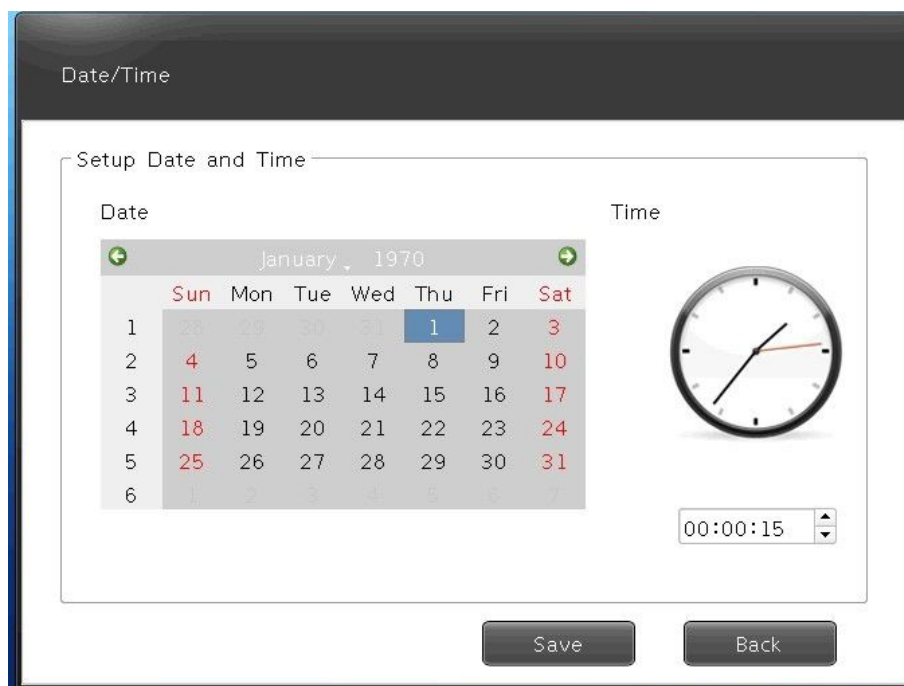 Date/Time
Setup Date and Time
Date
Time
January 1970
Sun Mon Tue Wed Thu Fri Sat
1 28 29 30 31 1 2 3
2 4 5 6 7 8 9 10
3 11 12 13 14 15 16 17
4 18 19 20 21 22 23 24
5 25 26 27 28 29 30 31
6 1 2 3 4 5 6 7
00:00:15
Save Back